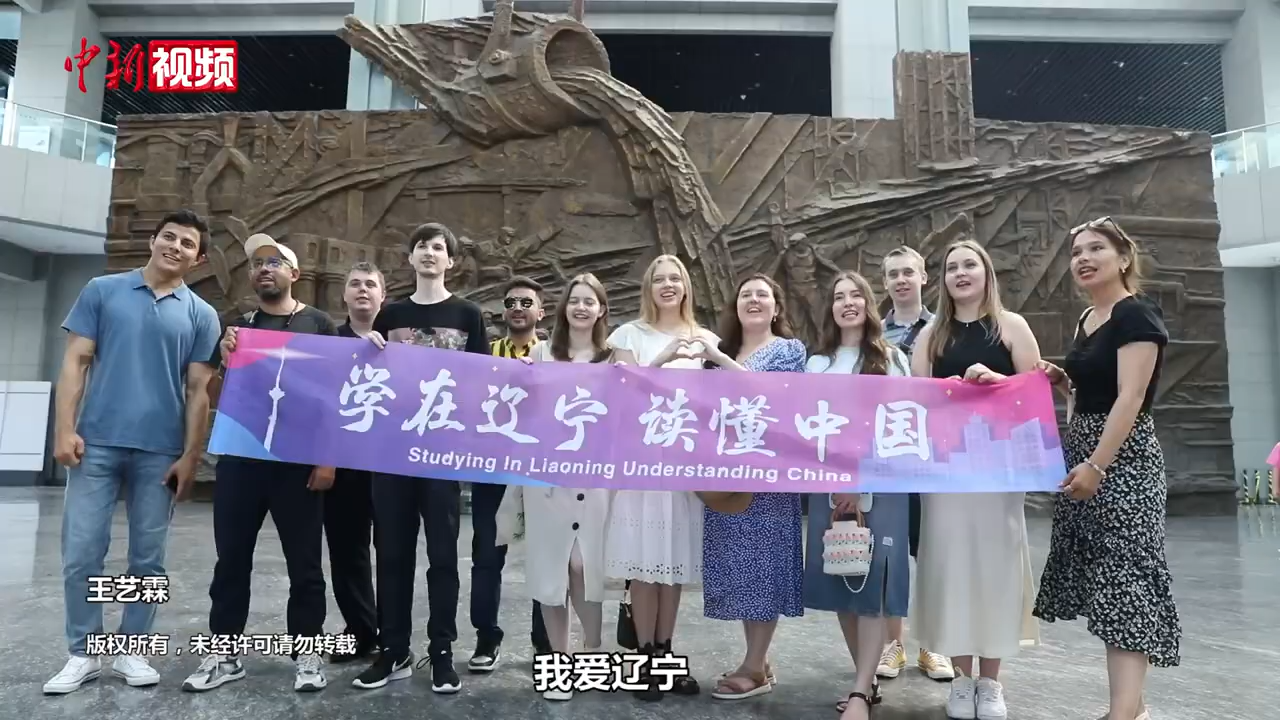 中新视频
学在辽宁 读懂中国
Studying In Liaoning Understanding China
王艺霖
版权所有，未经许可请勿转载
我爱辽宁